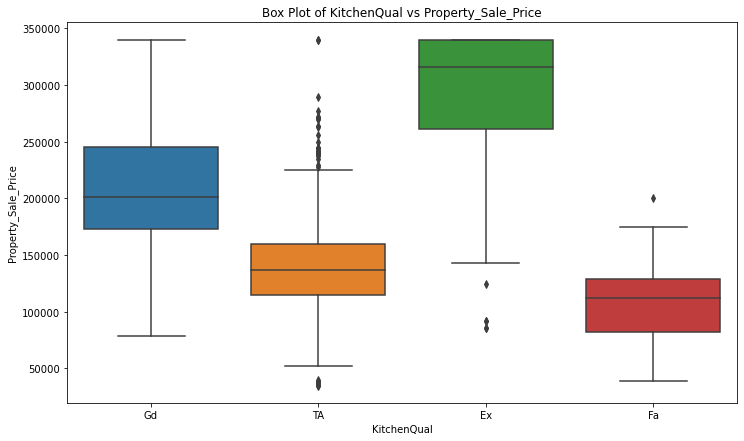 Box Plot of KitchenQual vs Property_Sale_Price
Property_Sale_Price
350000
300000
250000
200000
150000
100000
50000
Gd TA Ex Fa
KitchenQual